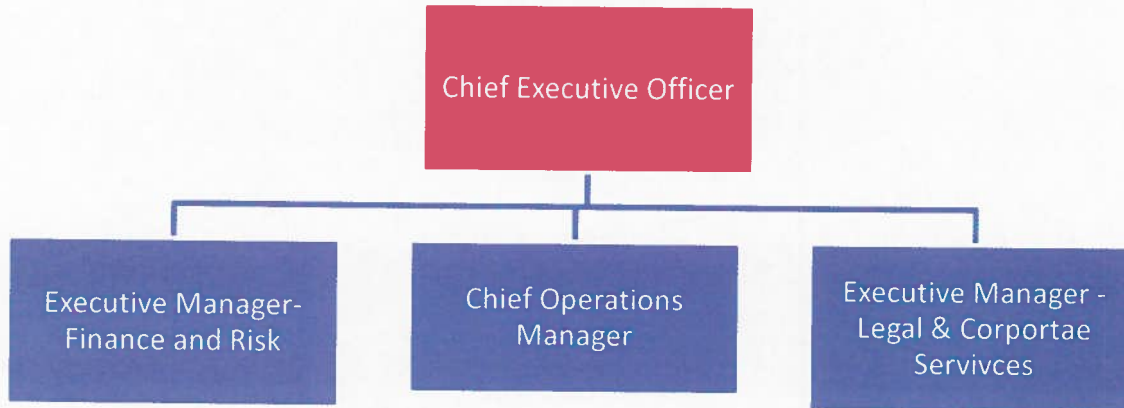 Chief Executive Officer
Executive Manager-
Finance and Risk
Chief Operations
Manager
Executive Manager -
Legal & Corportae
Servivces